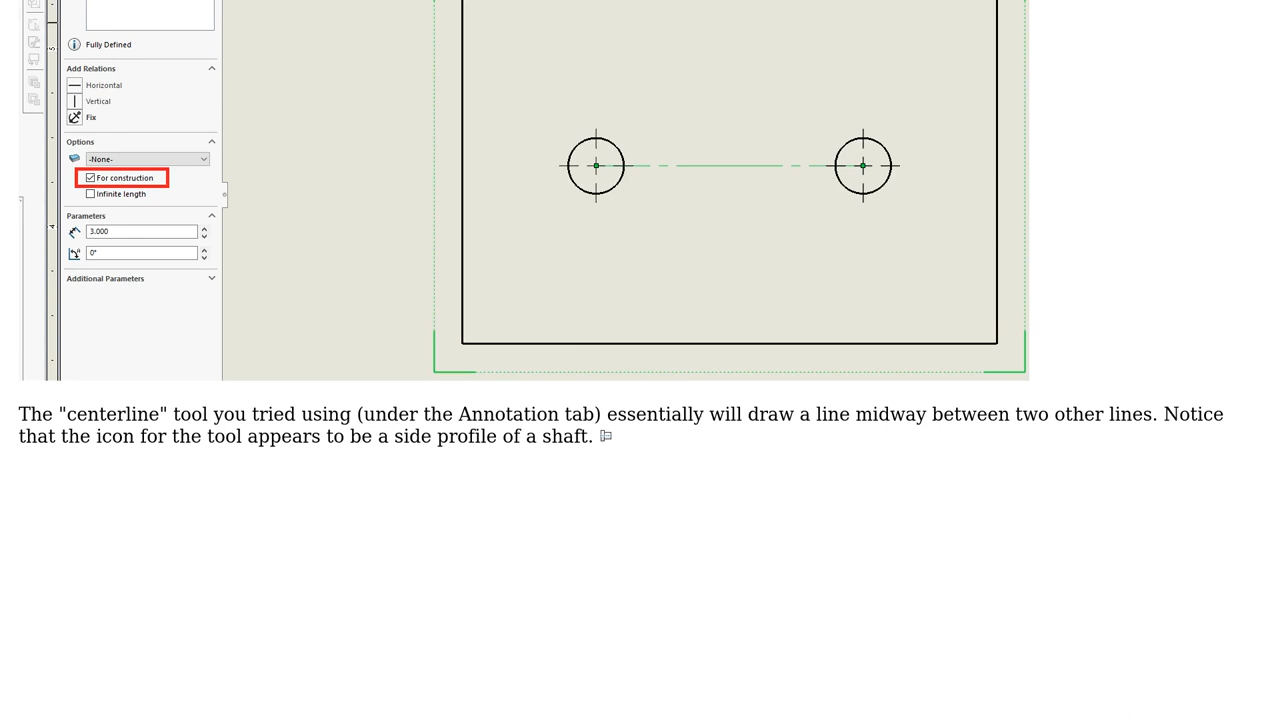 5
Fully Defined
Add Relations
Horizontal
Vertical
Fix
Options
-None-
For construction
Infinite length
Parameters
4
3.000
0°
Additional Parameters
The "centerline" tool you tried using (under the Annotation tab) essentially will draw a line midway between two other lines. Notice
that the icon for the tool appears to be a side profile of a shaft.